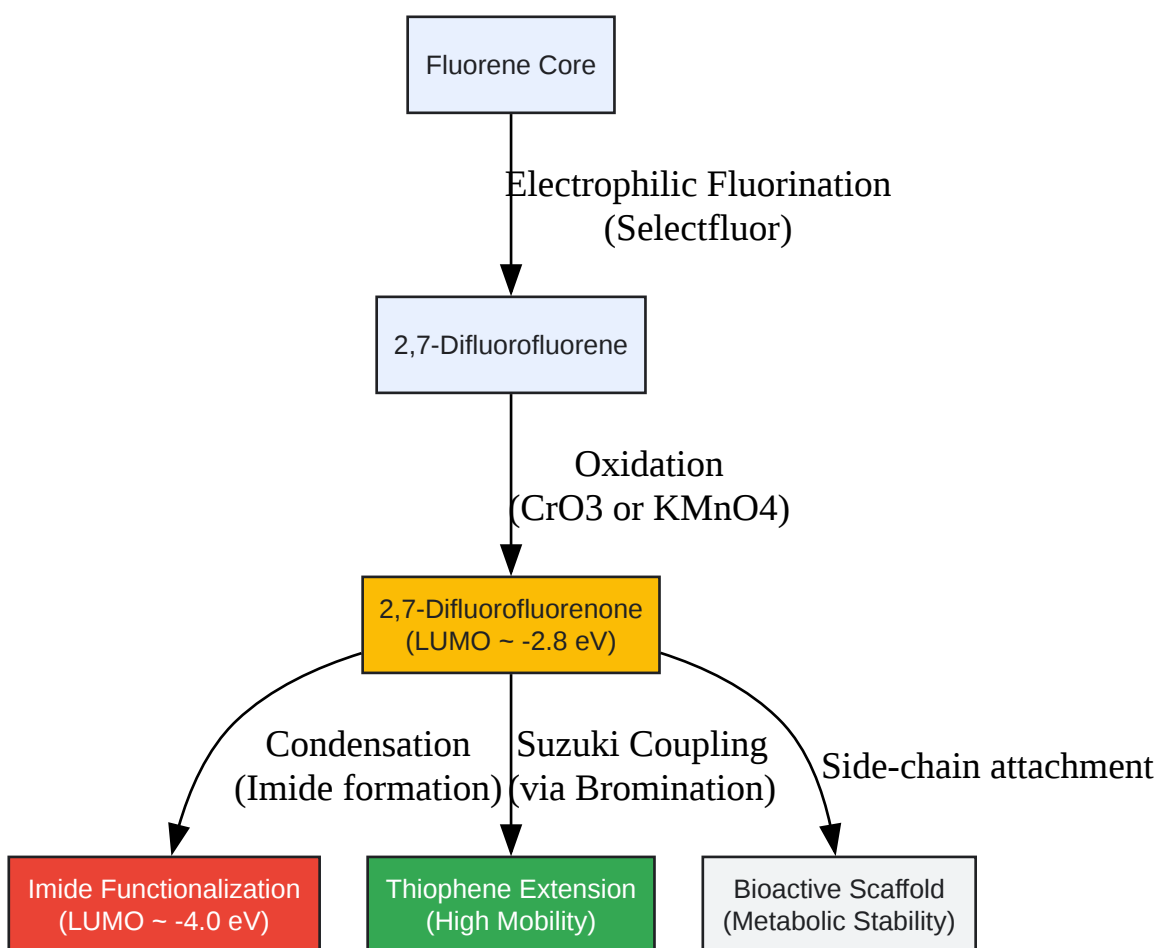 Fluorene Core
Electrophilic Fluorination
(Selectfluor)
2,7-Difluorofluorene
Oxidation
(CrO3 or KMnO4)
2,7-Difluorofluorenone
(LUMO ~ -2.8 eV)
Condensation
(Imide formation)
Suzuki Coupling
(via Bromination)
Side-chain attachment
Imide Functionalization
(LUMO ~ -4.0 eV)
Thiophene Extension
(High Mobility)
Bioactive Scaffold
(Metabolic Stability)